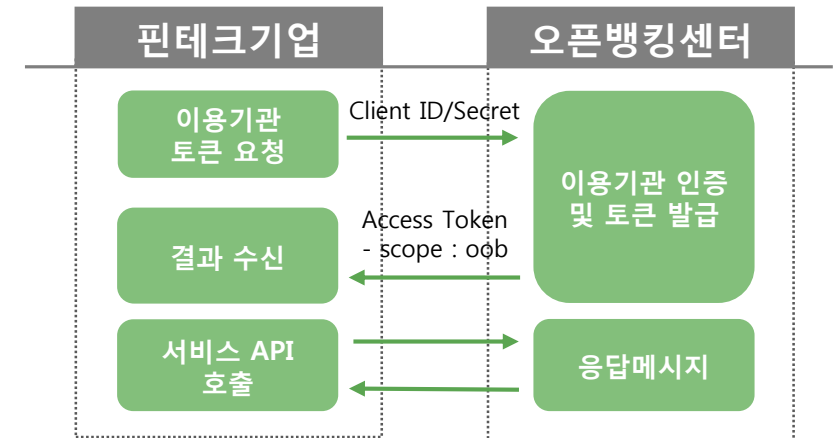 핀테크기업
오픈뱅킹센터
이용기관
토큰 요청
Client ID/Secret
이용기관 인증
및 토큰 발급
Access Token
- scope : oob
결과 수신
서비스 API
호출
응답메시지